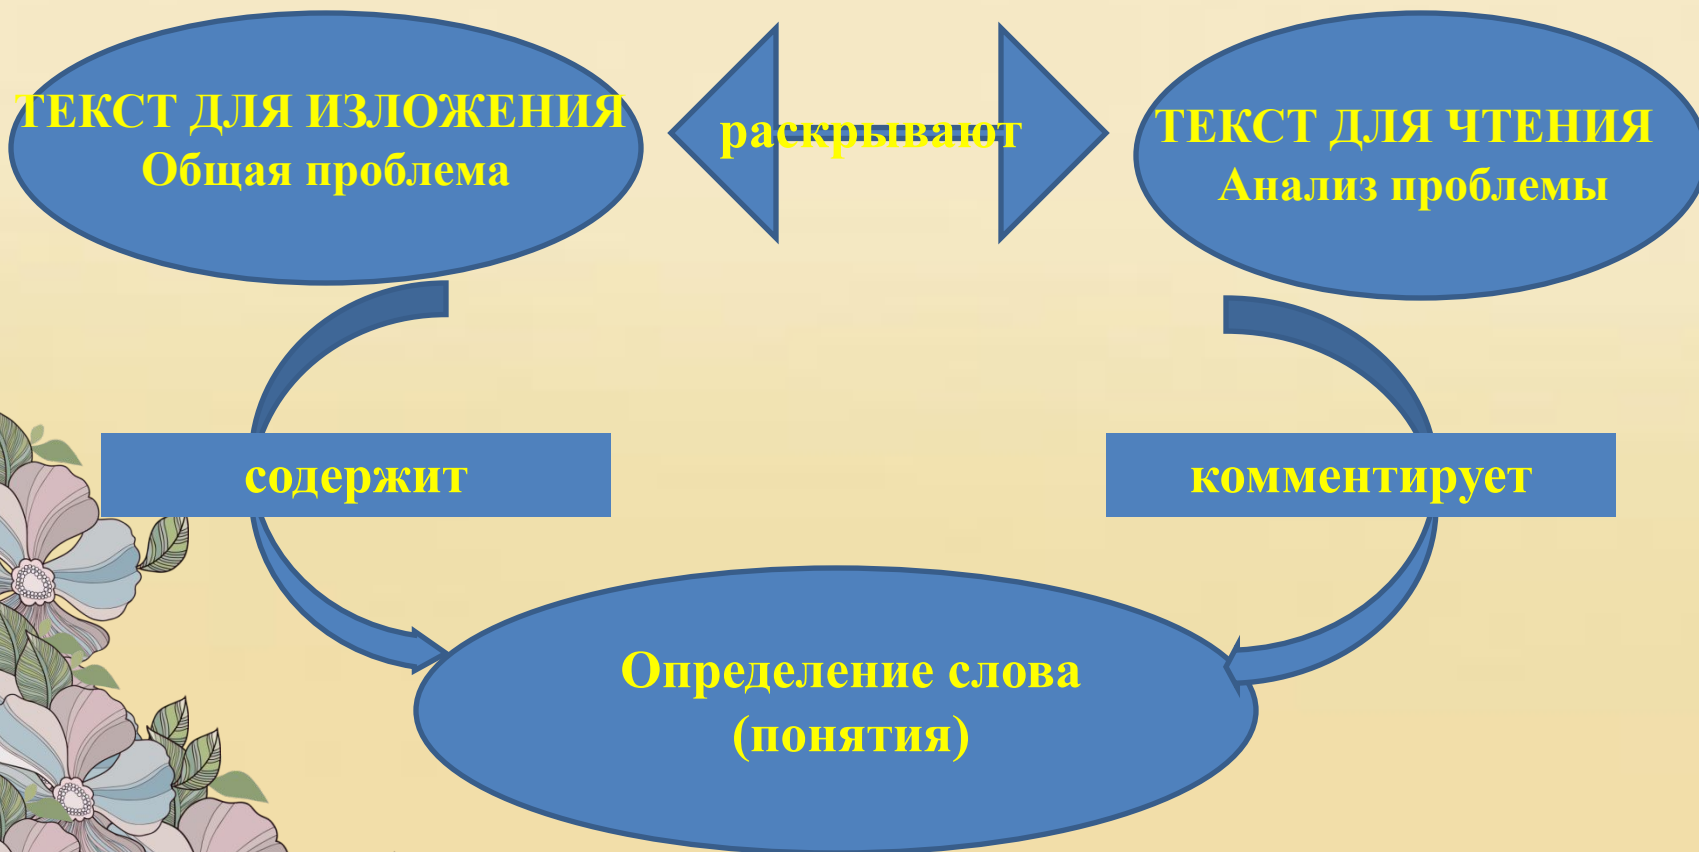 ТЕКСТ ДЛЯ ИЗЛОЖЕНИЯ
Общая проблема
раскрывают
ТЕКСТ ДЛЯ ЧТЕНИЯ
Анализ проблемы
содержит
комментирует
Определение слова
(понятия)